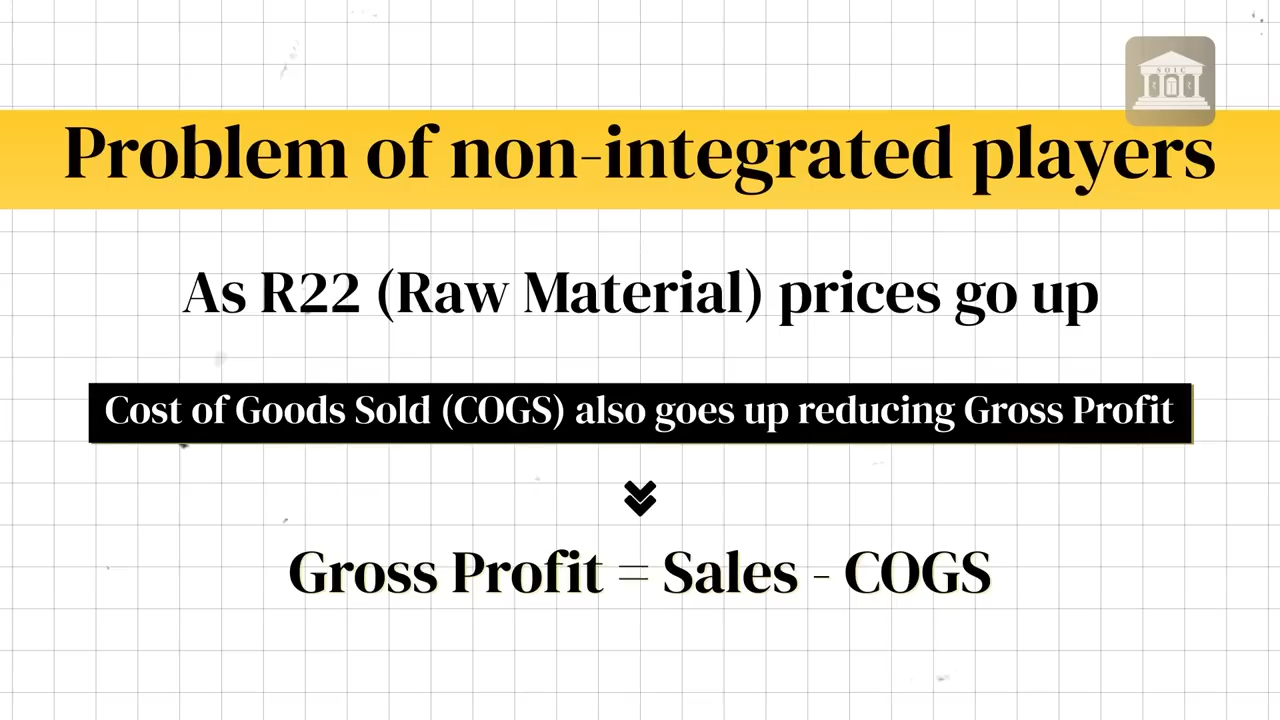 SOIC
Problem of non-integrated players
As R22 (Raw Material) prices go up
Cost of Goods Sold (COGS) also goes up reducing Gross Profit
Gross Profit = Sales - COGS